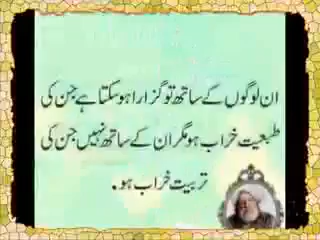 ان لوگوں کے ساتھ تو گزارا ہو سکتا ہے جن کی
طبعیت خراب ہو مگر ان کے ساتھ نہیں جن کی
تربیت خراب ہو.